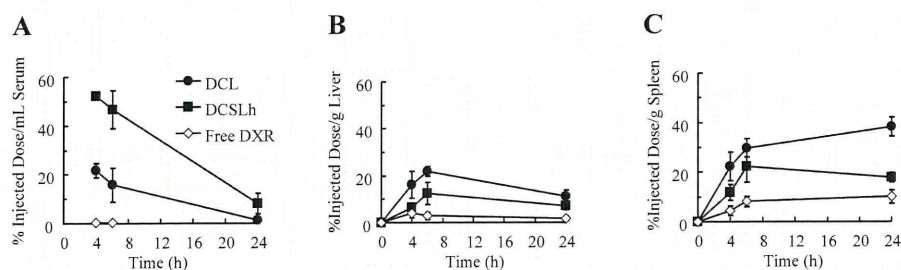 A
% Injected Dose/mL Serum
60
40
20
0
0 4 8 12 16 20 24
Time (h)
DCL
DCSLh
Free DXR
B
%Injected Dose/g Liver
60
40
20
0
0 4 8 12 16 20 24
Time (h)
C
%Injected Dose/g Spleen
60
40
20
0
0 4 8 12 16 20 24
Time (h)